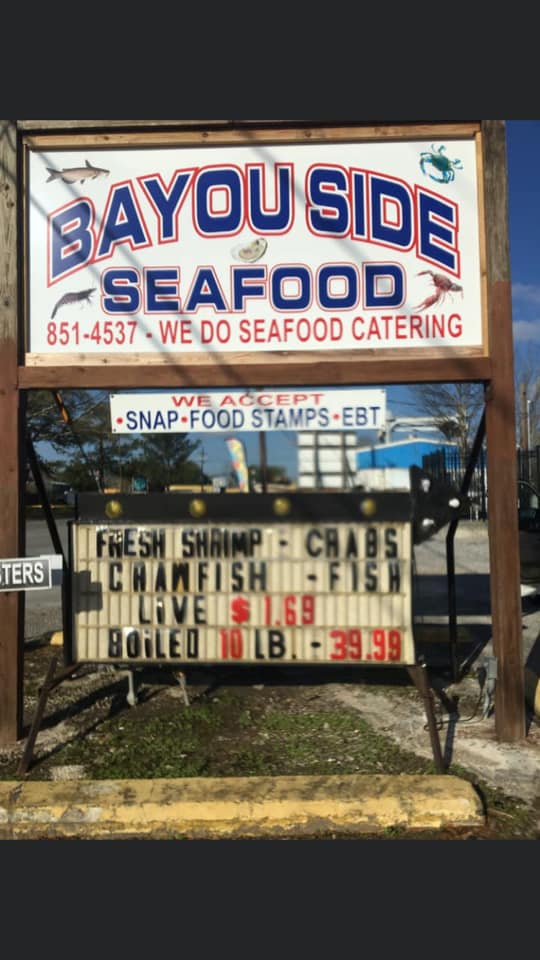 BAYOU SIDE
SEAFOOD
851-4537 - WE DO SEAFOOD CATERING
WE ACCEPT
•SNAP•FOOD STAMPS•EBT
FRESH SHRIMP - CRABS
CRAWFISH - FISH
LIVE $ 1.69
BOILED 10 LB. - 39.99
TERS